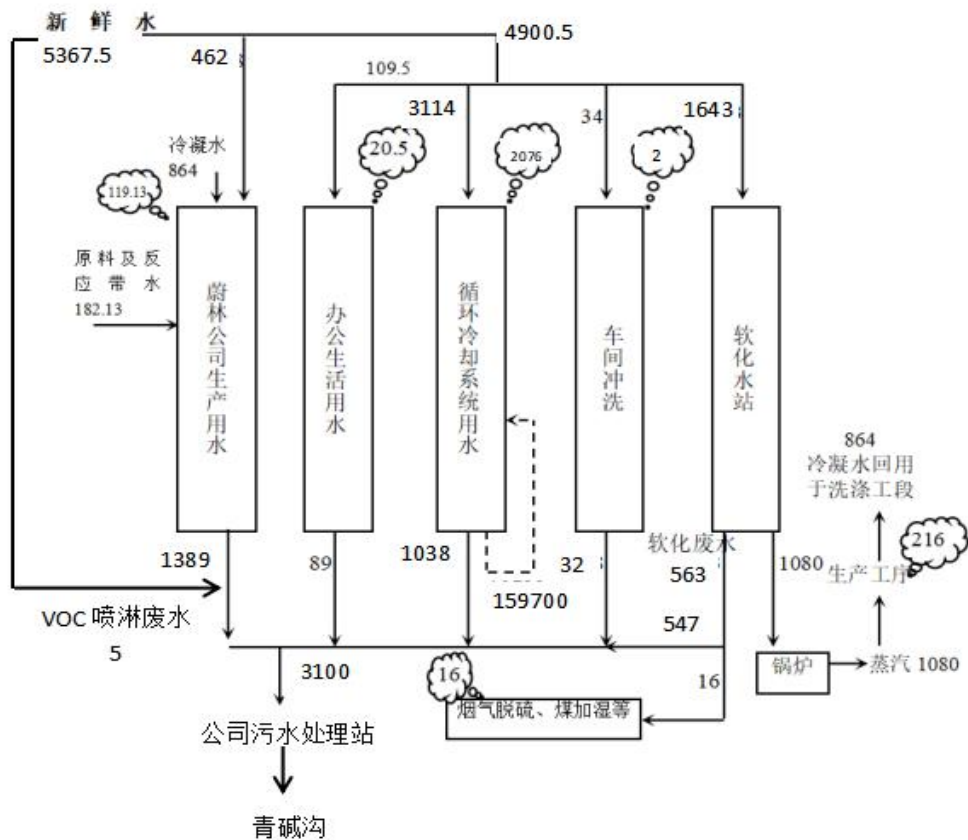 新鲜水
5367.5
462
4900.5
109.5
3114
34
1643
冷凝水
864
119.13
20.5
2076
2
原料及反
应带水
182.13
蔚林公司生产用水
办公生活用水
循环冷却系统用水
车间冲洗
软化水站
864
冷凝水回用
于洗涤工段
216
生产工序
1389
89
1038
159700
32
软化废水
563
1080
VOC 喷淋废水
5
547
3100
16
16
锅炉
蒸汽 1080
烟气脱硫、煤加湿等
公司污水处理站
青碱沟